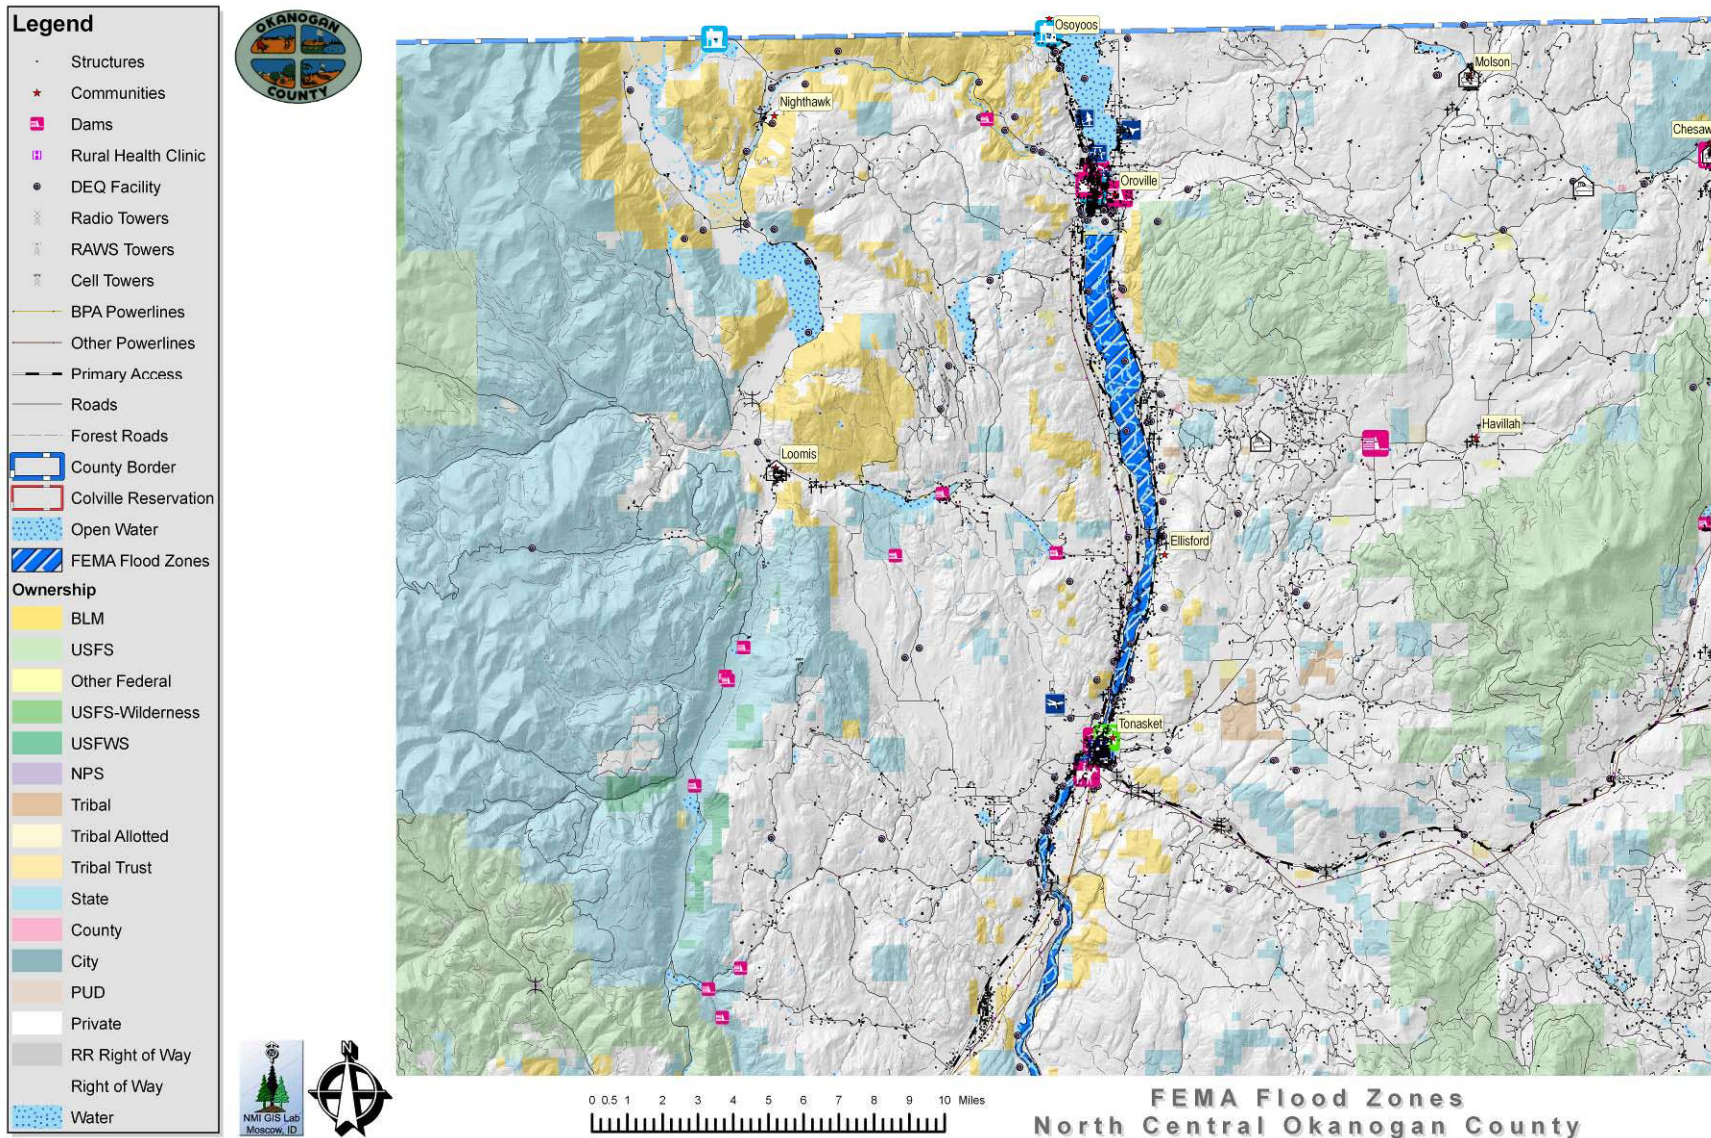 Legend
Structures
Communities
Dams
Rural Health Clinic
DEQ Facility
Radio Towers
RAWS Towers
Cell Towers
BPA Powerlines
Other Powerlines
Primary Access
Roads
Forest Roads
County Border
Colville Reservation
Open Water
FEMA Flood Zones
Ownership
BLM
USFS
Other Federal
USFS-Wilderness
USFWS
NPS
Tribal
Tribal Allotted
Tribal Trust
State
County
City
PUD
Private
RR Right of Way
Right of Way
Water
OKANOGAN
COUNTY
Osoyoos
Molson
Nighthawk
Chesaw
Oroville
Havillah
Loomis
Ellisford
Tonasket
NMI GIS Lab
Moscow, ID
N
0 0.5 1 2 3 4 5 6 7 8 9 10 Miles
FEMA Flood Zones
North Central Okanogan County